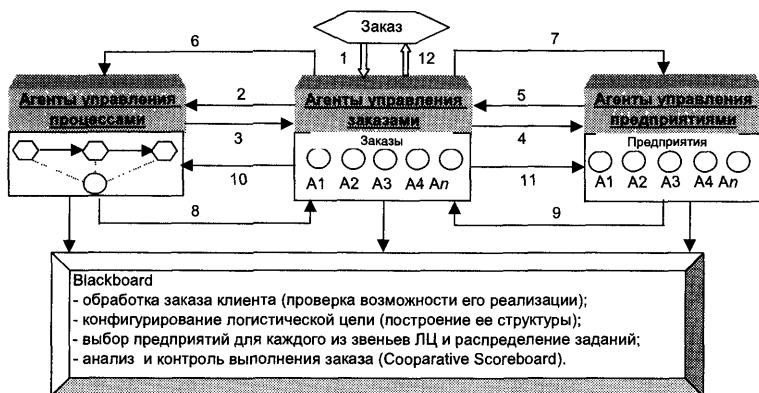 Заказ
6
1
12
7
Агенты управления
процессами
2
Агенты управления
заказами
5
Агенты управления
предприятиями
3
Заказы
4
Предприятия
A1 A2 A3 A4 An
A1 A2 A3 A4 An
10
11
8
9
Blackboard
- обработка заказа клиента (проверка возможности его реализации);
- конфигурирование логистической цепи (построение ее структуры);
- выбор предприятий для каждого из звеньев ЛЦ и распределение заданий;
- анализ и контроль выполнения заказа (Cooparative Scoreboard).